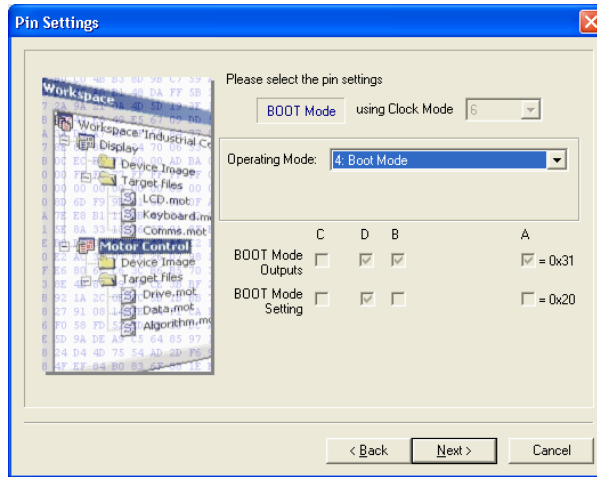 Pin Settings
Please select the pin settings
BOOT Mode using Clock Mode 6
Operating Mode: 4: Boot Mode
C D B A
BOOT Mode Outputs = 0x31
BOOT Mode Setting = 0x20
Workspace
Workspace 'Industrial Co
Display
Device Image
Target files
LCD.mot
Keyboard.m
Comms.mot
Motor Control
Device Image
Target Files
Drive.mot
Data.mot
Algorithm.mo
< Back Next > Cancel